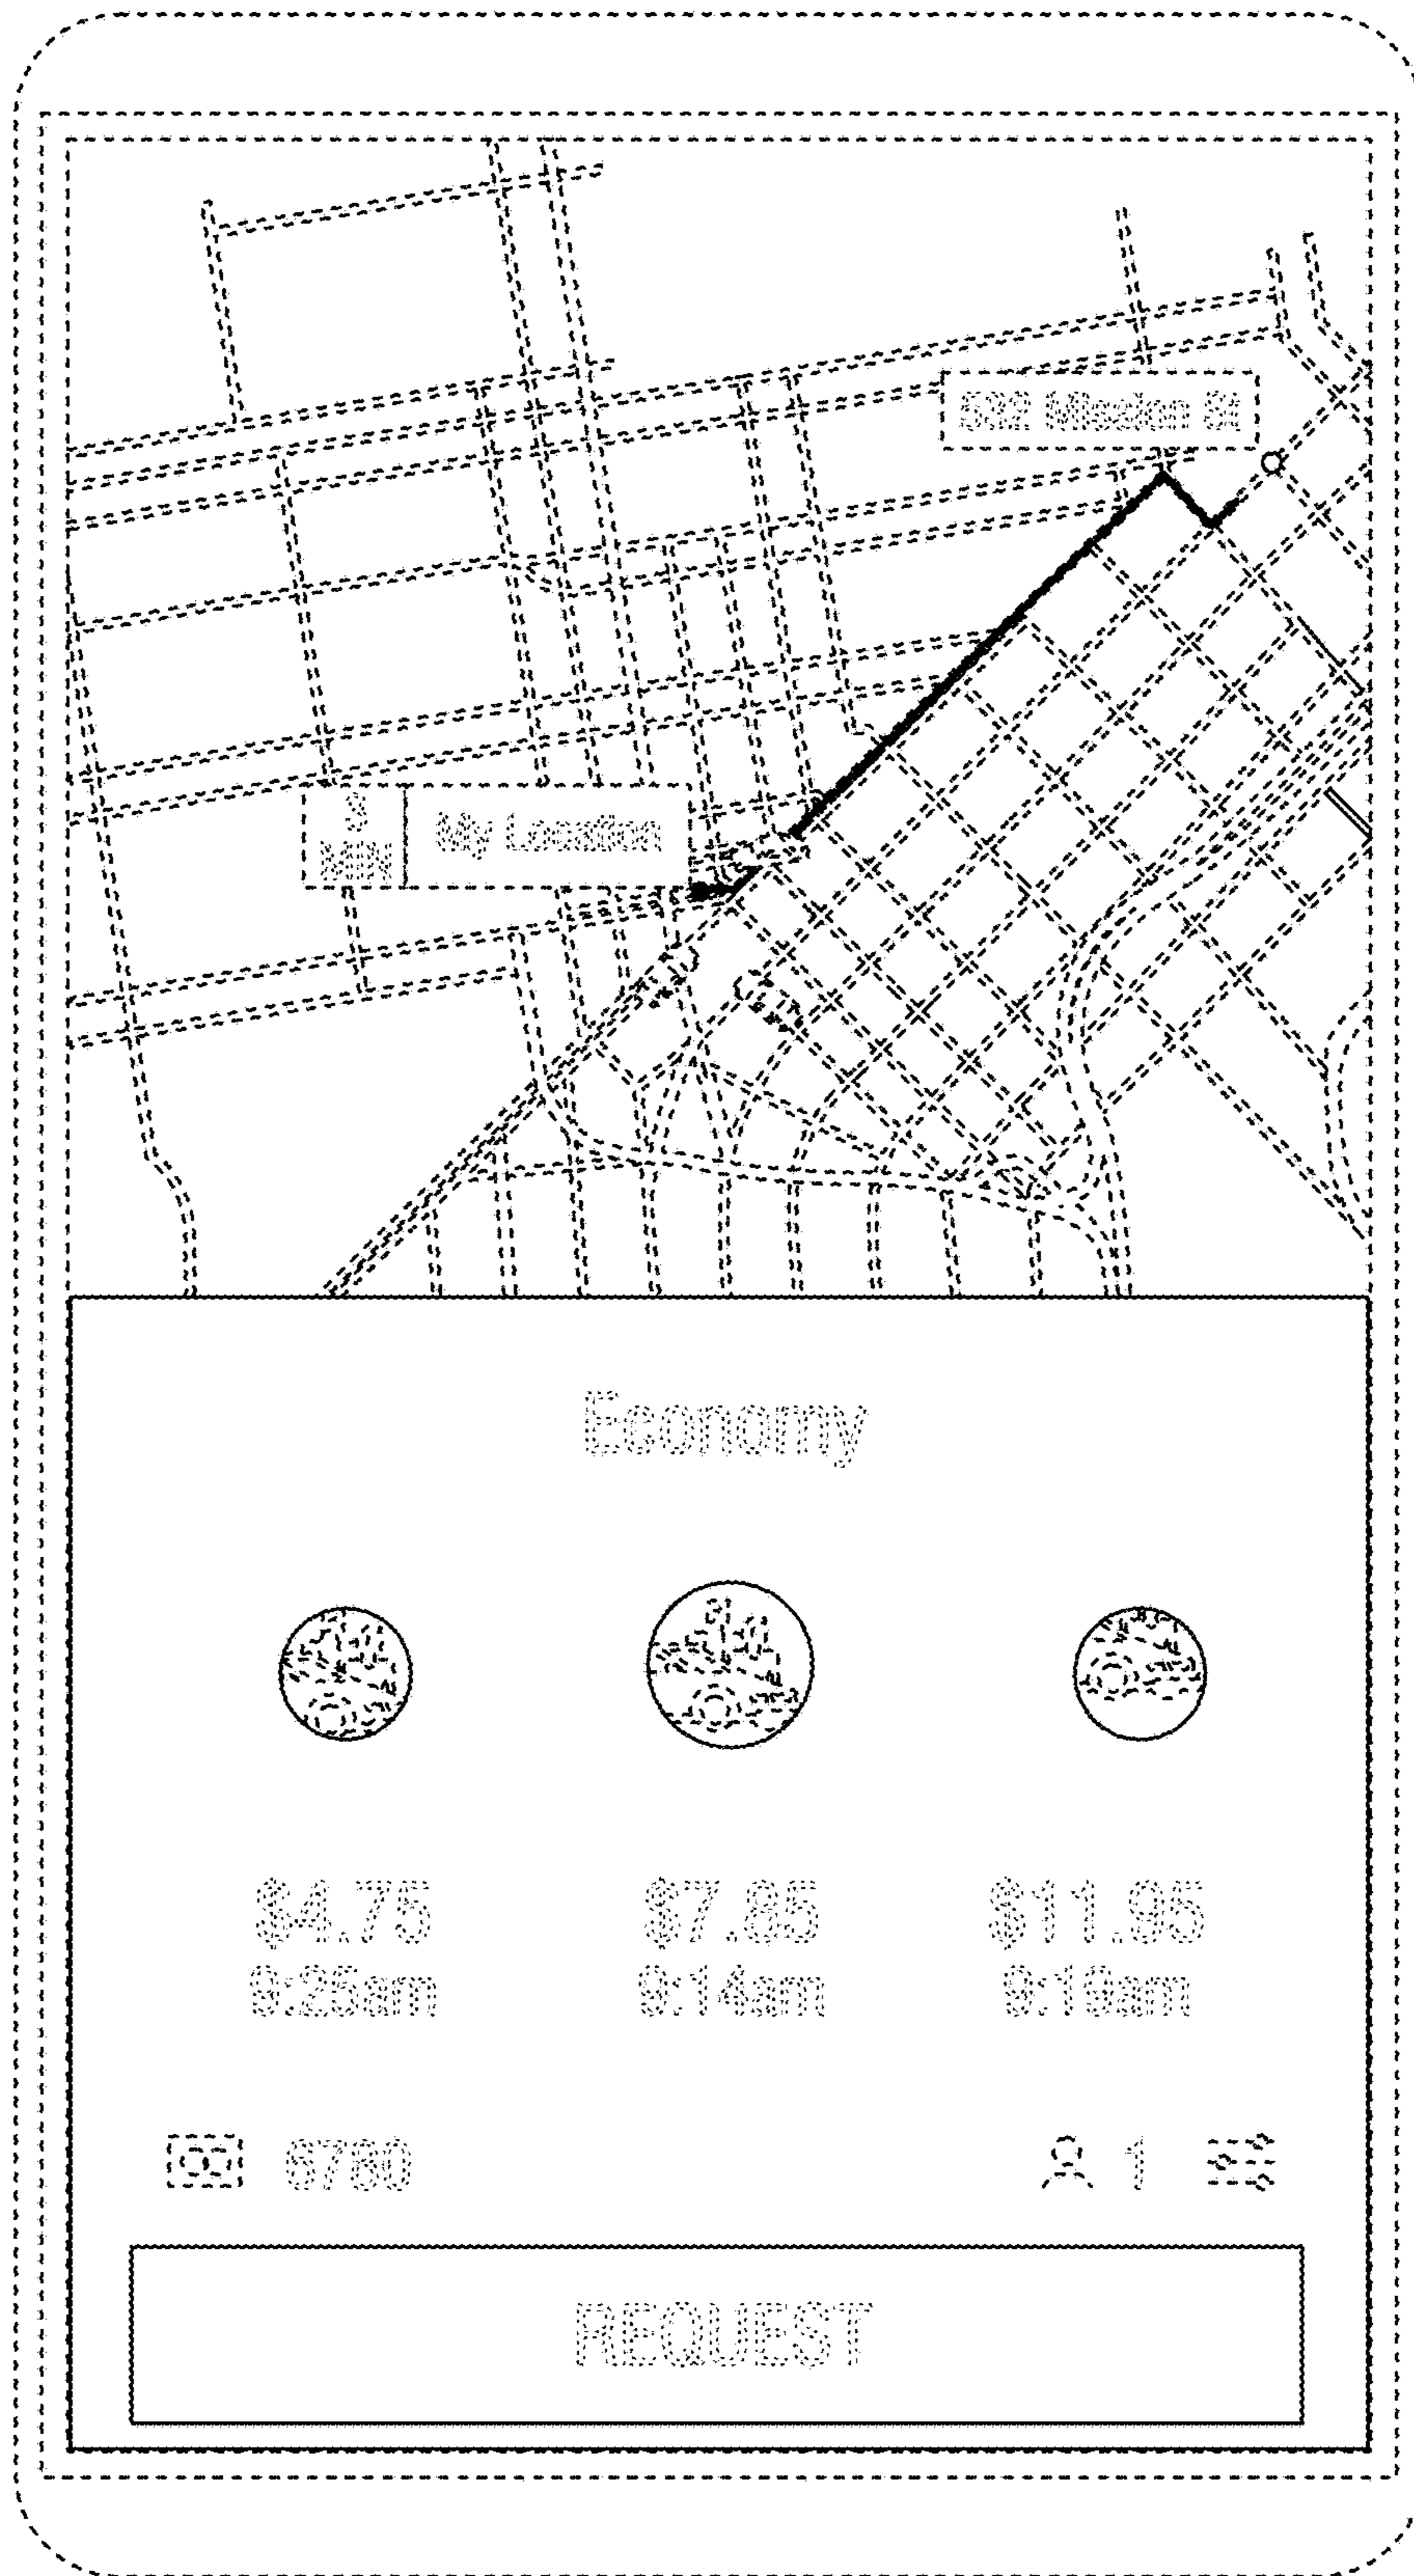 532 Mission St
3
MIN
My Location
Economy
$4.75
$7.85
$11.95
9:25am
9:14am
9:19am
6780
1
REQUEST